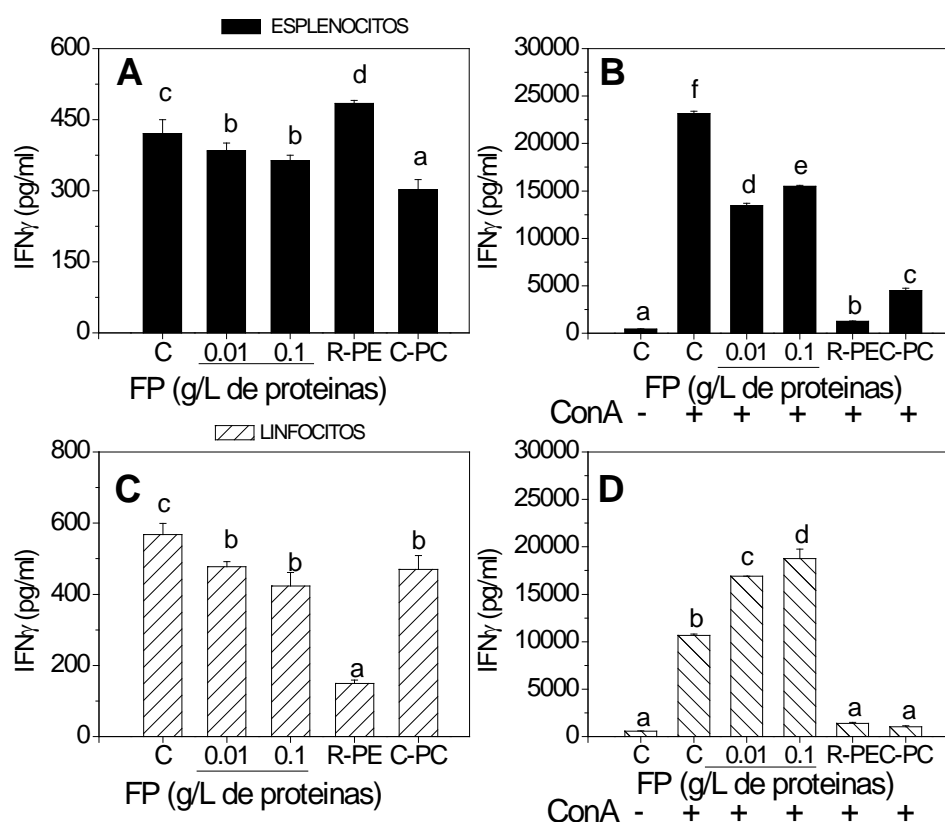 ESPLENOCITOS
A
IFNγ (pg/ml)
600
450
300
150
0
c
b
b
d
a
C 0.01 0.1 R-PE C-PC
FP (g/L de proteinas)
B
IFNγ (pg/ml)
30000
25000
20000
15000
10000
5000
0
a
f
d
e
b
c
C C 0.01 0.1 R-PE C-PC
FP (g/L de proteinas)
ConA - + + + + +
LINFOCITOS
C
IFNγ (pg/ml)
800
600
400
200
0
c
b
b
a
b
C 0.01 0.1 R-PE C-PC
FP (g/L de proteinas)
D
IFNγ (pg/ml)
30000
25000
20000
15000
10000
5000
0
a
b
c
d
a
a
C C 0.01 0.1 R-PE C-PC
FP (g/L de proteinas)
ConA - + + + + +